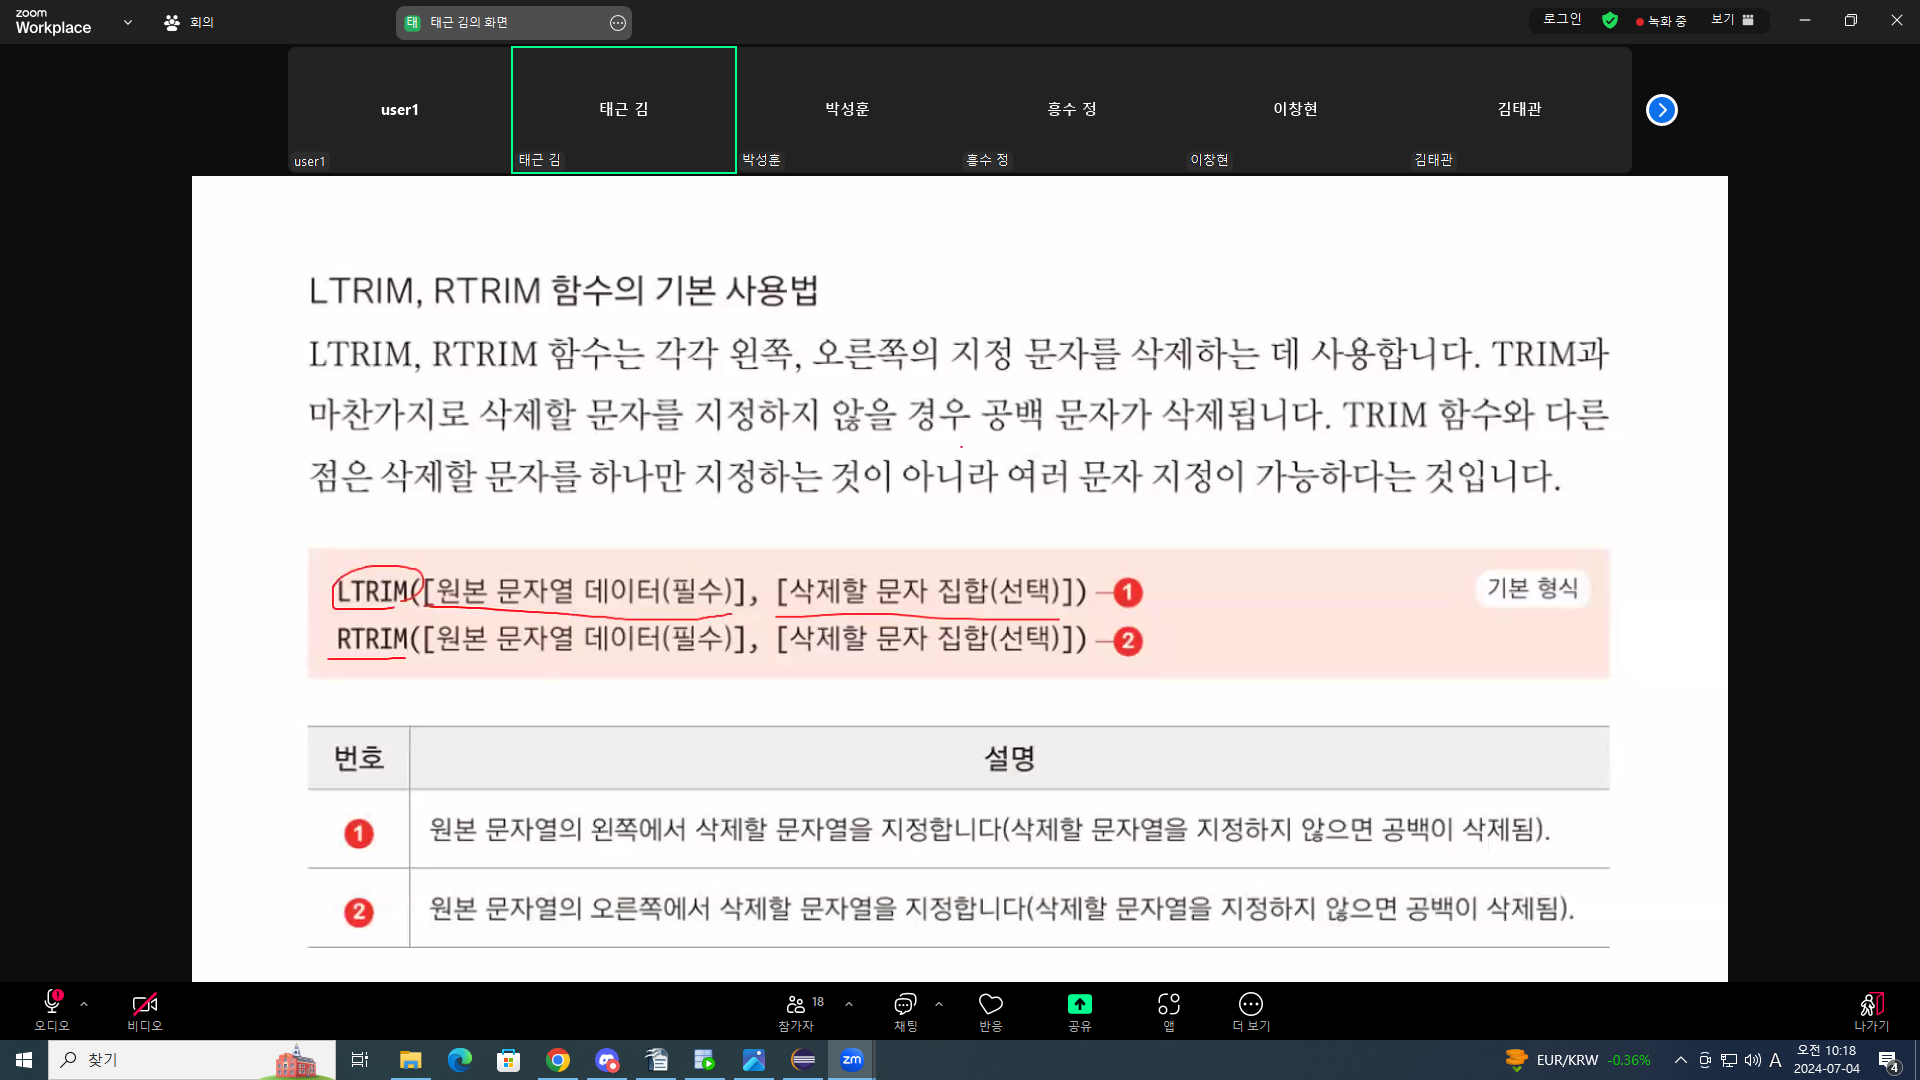 zoom
Workplace
회의
태 태근 김의 화면
로그인
녹화 중
보기
user1
태근 김
박성훈
흥수 정
이창현
김태관
user1
태근 김
박성훈
흥수 정
이창현
김태관
LTRIM, RTRIM 함수의 기본 사용법
LTRIM, RTRIM 함수는 각각 왼쪽, 오른쪽의 지정 문자를 삭제하는 데 사용합니다. TRIM과
마찬가지로 삭제할 문자를 지정하지 않을 경우 공백 문자가 삭제됩니다. TRIM 함수와 다른
점은 삭제할 문자를 하나만 지정하는 것이 아니라 여러 문자 지정이 가능하다는 것입니다.
LTRIM([원본 문자열 데이터(필수)], [삭제할 문자 집합(선택)]) 1
기본 형식
RTRIM([원본 문자열 데이터(필수)], [삭제할 문자 집합(선택)]) 2
번호 설명
1 원본 문자열의 왼쪽에서 삭제할 문자열을 지정합니다(삭제할 문자열을 지정하지 않으면 공백이 삭제됨).
2 원본 문자열의 오른쪽에서 삭제할 문자열을 지정합니다(삭제할 문자열을 지정하지 않으면 공백이 삭제됨).
오디오
비디오
18
참가자
채팅
반응
공유
앱
더 보기
나가기
찾기
zm
EUR/KRW -0.36%
A
오전 10:18
2024-07-04
4